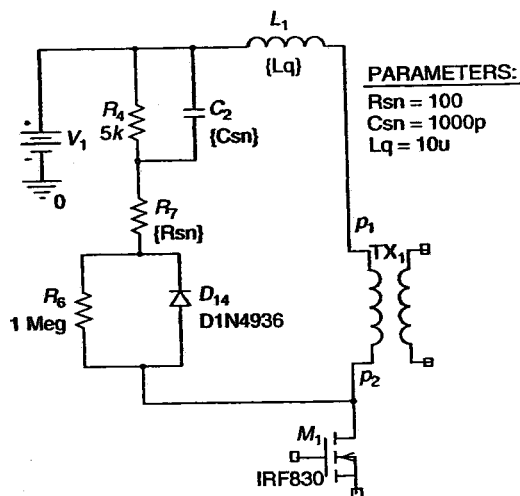 L1
{Lq}
PARAMETERS:
Rsn = 100
Csn = 1000p
Lq = 10u
R4
5k
C2
{Csn}
+
V1
-
0
R7
{Rsn}
p1
TX1
R6
1 Meg
D14
D1N4936
p2
M1
IRF830